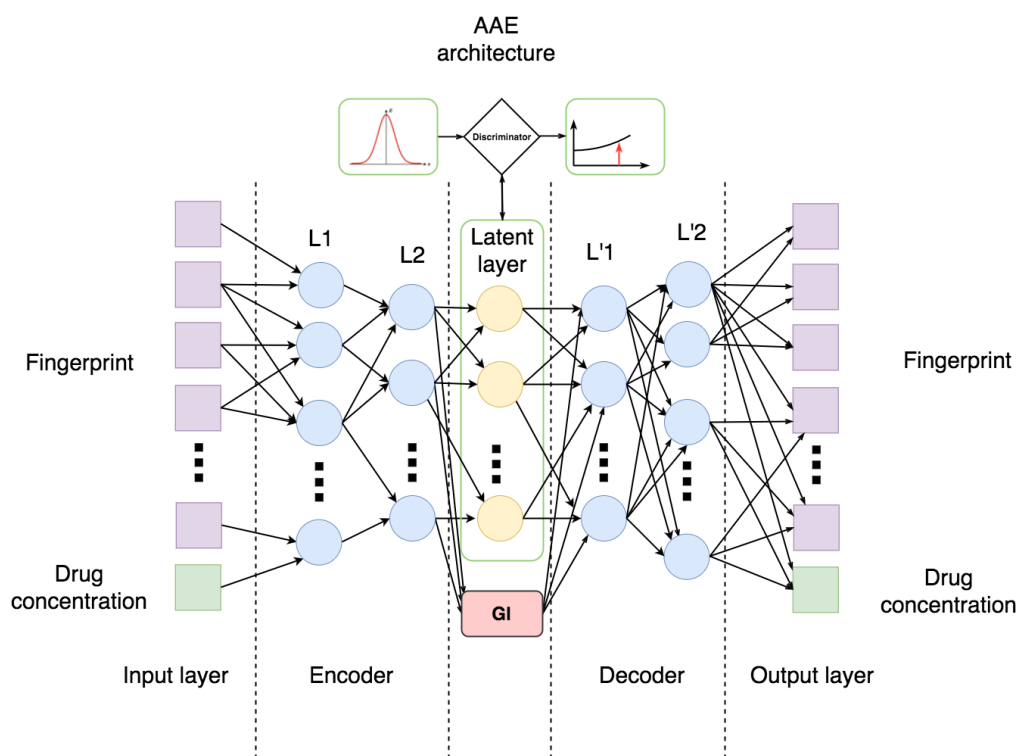 AAE
architecture
Discriminator
L1
L2
Latent
layer
L'1
L'2
Fingerprint
Fingerprint
Drug
concentration
Drug
concentration
GI
Input layer
Encoder
Decoder
Output layer